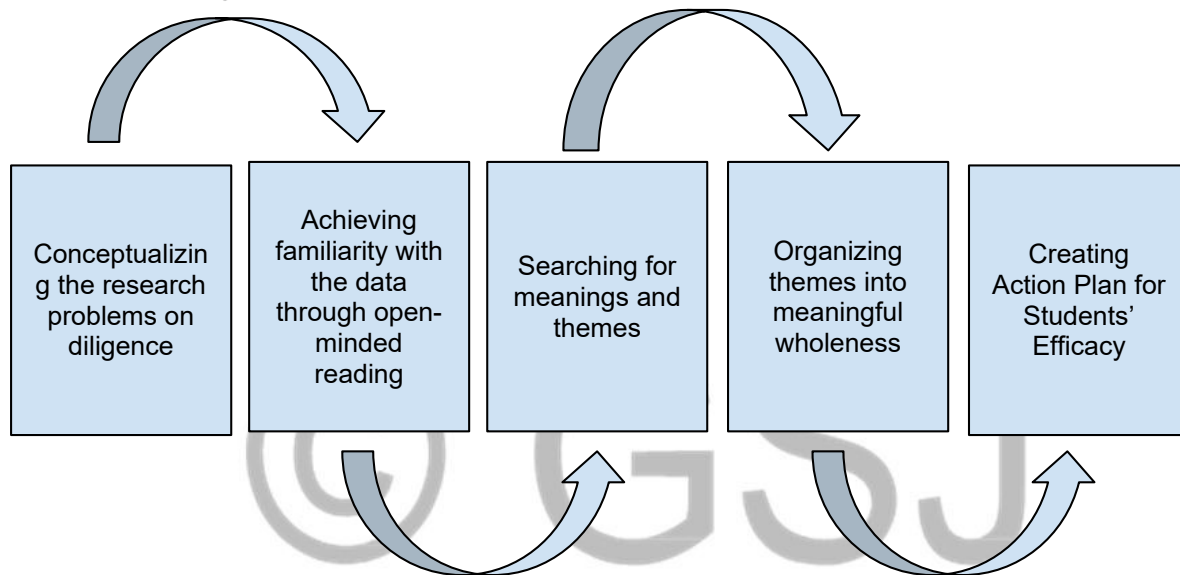 Conceptualizin
g the research
problems on
diligence
Achieving
familiarity with
the data
through open-
minded
reading
Searching for
meanings and
themes
Organizing
themes into
meaningful
wholeness
Creating
Action Plan for
Students’
Efficacy
© GSJ